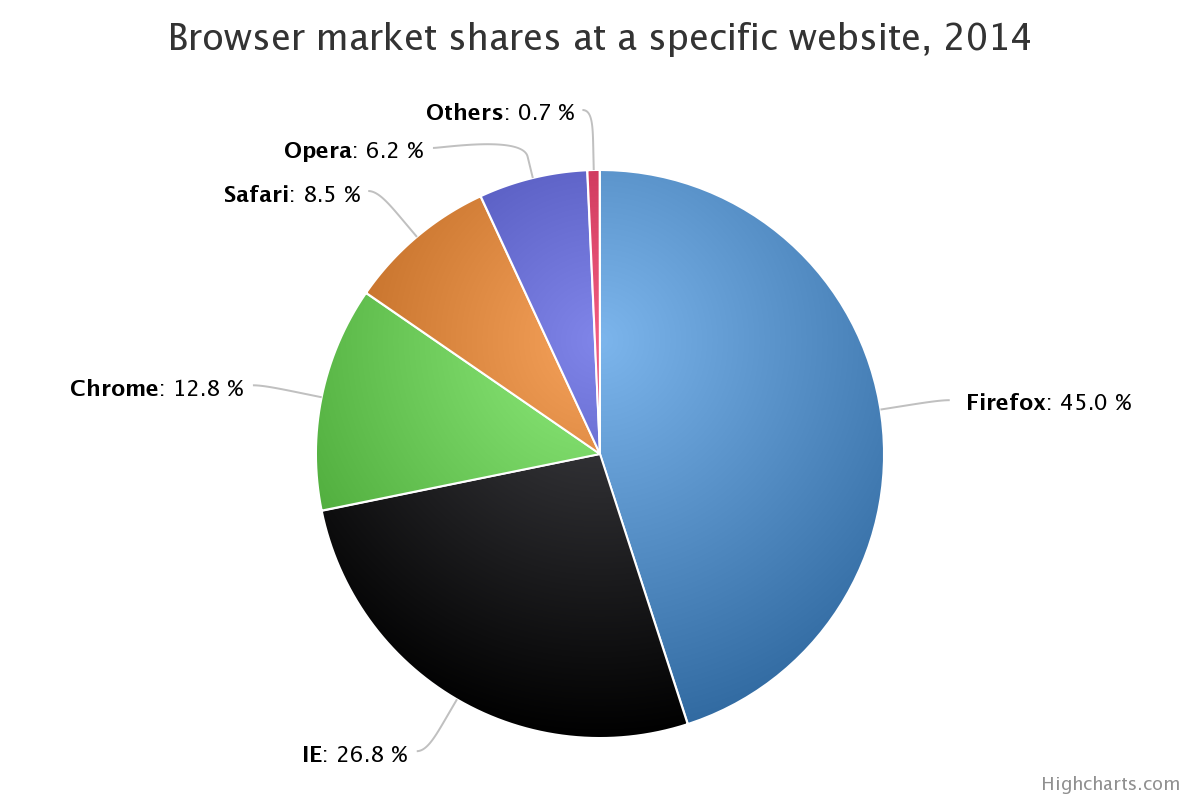 Browser market shares at a specific website, 2014
Others: 0.7 %
Opera: 6.2 %
Safari: 8.5 %
Chrome: 12.8 %
Firefox: 45.0 %
IE: 26.8 %
Highcharts.com